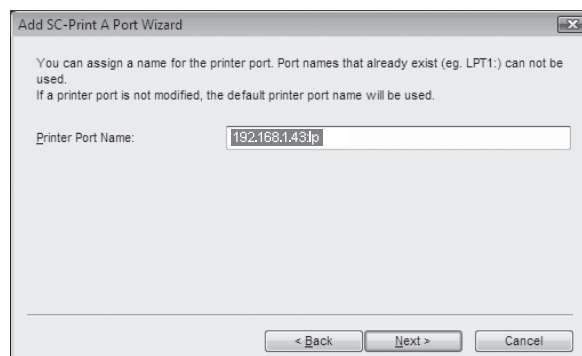 Add SC-Print A Port Wizard
You can assign a name for the printer port. Port names that already exist (eg. LPT1:) can not be
used.
If a printer port is not modified, the default printer port name will be used.
Printer Port Name:
192.168.1.43:lp
< Back
Next >
Cancel